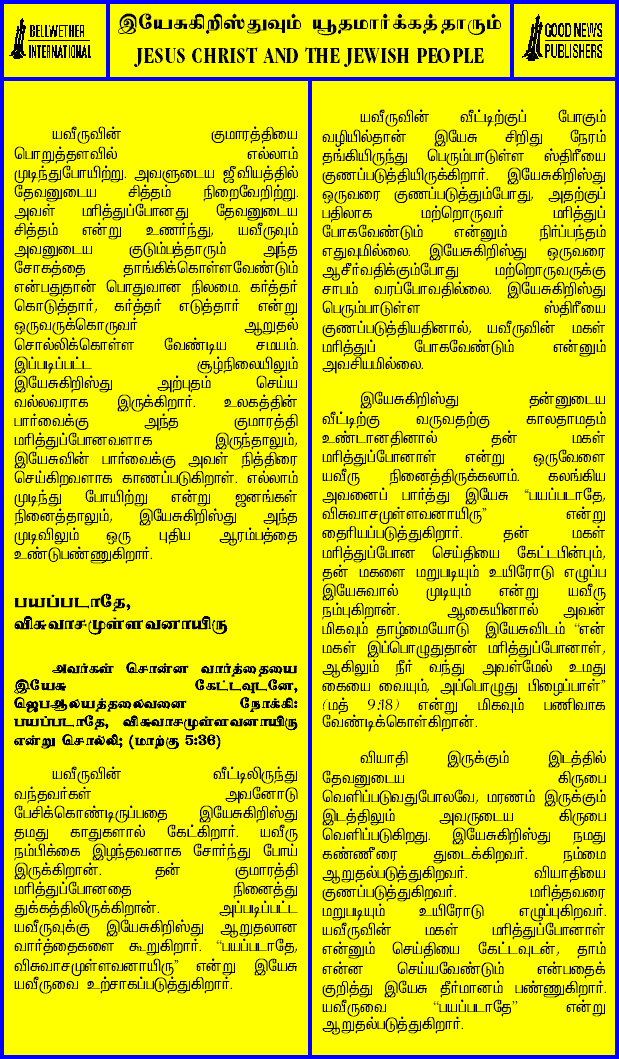 BELLWETHER
INTERNATIONAL
இயேசுகிறிஸ்துவும் யூதமார்க்கத்தாரும்
JESUS CHRIST AND THE JEWISH PEOPLE
GOOD NEWS
PUBLISHERS
யவீருவின் குமாரத்தியை
பொறுத்தளவில் எல்லாம்
முடிந்துபோயிற்று. அவளுடைய ஜீவியத்தில்
தேவனுடைய சித்தம் நிறைவேறிற்று.
அவள் மரித்துப்போனது தேவனுடைய
சித்தம் என்று உணர்ந்து, யவீருவும்
அவனுடைய குடும்பத்தாரும் அந்த
சோகத்தை தாங்கிக்கொள்ளவேண்டும்
என்பதுதான் பொதுவான நிலமை. கர்த்தர்
கொடுத்தார், கர்த்தர் எடுத்தார் என்று
ஒருவருக்கொருவர் ஆறுதல்
சொல்லிக்கொள்ள வேண்டிய சமயம்.
இப்படிப்பட்ட சூழ்நிலையிலும்
இயேசுகிறிஸ்து அற்புதம் செய்ய
வல்லவராக இருக்கிறார். உலகத்தின்
பார்வைக்கு அந்த குமாரத்தி
மரித்துப்போனவளாக இருந்தாலும்,
இயேசுவின் பார்வைக்கு அவள் நித்திரை
செய்கிறவளாக காணப்படுகிறாள். எல்லாம்
முடிந்து போயிற்று என்று ஜனங்கள்
நினைத்தாலும், இயேசுகிறிஸ்து அந்த
முடிவிலும் ஒரு புதிய ஆரம்பத்தை
உண்டுபண்ணுகிறார்.
பயப்படாதே,
விசுவாசமுள்ளவனாயிரு
அவர்கள் சொன்ன வார்த்தையை
இயேசு கேட்டவுடனே,
ஜெபஆலயத்தலைவனை நோக்கி:
பயப்படாதே, விசுவாசமுள்ளவனாயிரு
என்று சொல்லி; (மாற்கு 5:36)
யவீருவின் வீட்டிலிருந்து
வந்தவர்கள் அவனோடு
பேசிக்கொண்டிருப்பதை இயேசுகிறிஸ்து
தமது காதுகளால் கேட்கிறார். யவீரு
நம்பிக்கை இழந்தவனாக சோர்ந்து போய்
இருக்கிறான். தன் குமாரத்தி
மரித்துப்போனதை நினைத்து
துக்கத்திலிருக்கிறான். அப்படிப்பட்ட
யவீருவுக்கு இயேசுகிறிஸ்து ஆறுதலான
வார்த்தைகளை கூறுகிறார். “பயப்படாதே,
விசுவாசமுள்ளவனாயிரு” என்று இயேசு
யவீருவை உற்சாகப்படுத்துகிறார்.
யவீருவின் வீட்டிற்குப் போகும்
வழியில்தான் இயேசு சிறிது நேரம்
தங்கியிருந்து பெரும்பாடுள்ள ஸ்திரீயை
குணப்படுத்தியிருக்கிறார். இயேசுகிறிஸ்து
ஒருவரை குணப்படுத்தும்போது, அதற்குப்
பதிலாக மற்றொருவர் மரித்துப்
போகவேண்டும் என்னும் நிர்ப்பந்தம்
எதுவுமில்லை. இயேசுகிறிஸ்து ஒருவரை
ஆசீர்வதிக்கும்போது மற்றொருவருக்கு
சாபம் வரப்போவதில்லை. இயேசுகிறிஸ்து
பெரும்பாடுள்ள ஸ்திரீயை
குணப்படுத்தியதினால், யவீருவின் மகள்
மரித்துப் போகவேண்டும் என்னும்
அவசியமில்லை.
இயேசுகிறிஸ்து தன்னுடைய
வீட்டிற்கு வருவதற்கு காலதாமதம்
உண்டானதினால் தன் மகள்
மரித்துப்போனாள் என்று ஒருவேளை
யவீரு நினைத்திருக்கலாம். கலங்கிய
அவனைப் பார்த்து இயேசு “பயப்படாதே,
விசுவாசமுள்ளவனாயிரு” என்று
தைரியப்படுத்துகிறார். தன் மகள்
மரித்துப்போன செய்தியை கேட்டபின்பும்,
தன் மகளை மறுபடியும் உயிரோடு எழுப்ப
இயேசுவால் முடியும் என்று யவீரு
நம்புகிறான். ஆகையினால் அவன்
மிகவும் தாழ்மையோடு இயேசுவிடம் “என்
மகள் இப்பொழுதுதான் மரித்துப்போனாள்,
ஆகிலும் நீர் வந்து அவள்மேல் உமது
கையை வையும், அப்பொழுது பிழைப்பாள்”
(மத் 9:18) என்று மிகவும் பணிவாக
வேண்டிக்கொள்கிறான்.
வியாதி இருக்கும் இடத்தில்
தேவனுடைய கிருபை
வெளிப்படுவதுபோலவே, மரணம் இருக்கும்
இடத்திலும் அவருடைய கிருபை
வெளிப்படுகிறது. இயேசுகிறிஸ்து நமது
கண்ணீரை துடைக்கிறவர். நம்மை
ஆறுதல்படுத்துகிறவர். வியாதியை
குணப்படுத்துகிறவர். மரித்தவரை
மறுபடியும் உயிரோடு எழுப்புகிறவர்.
யவீருவின் மகள் மரித்துப்போனாள்
என்னும் செய்தியை கேட்டவுடன், தாம்
என்ன செய்யவேண்டும் என்பதைக்
குறித்து இயேசு தீர்மானம் பண்ணுகிறார்.
யவீருவை “பயப்படாதே” என்று
ஆறுதல்படுத்துகிறார்.